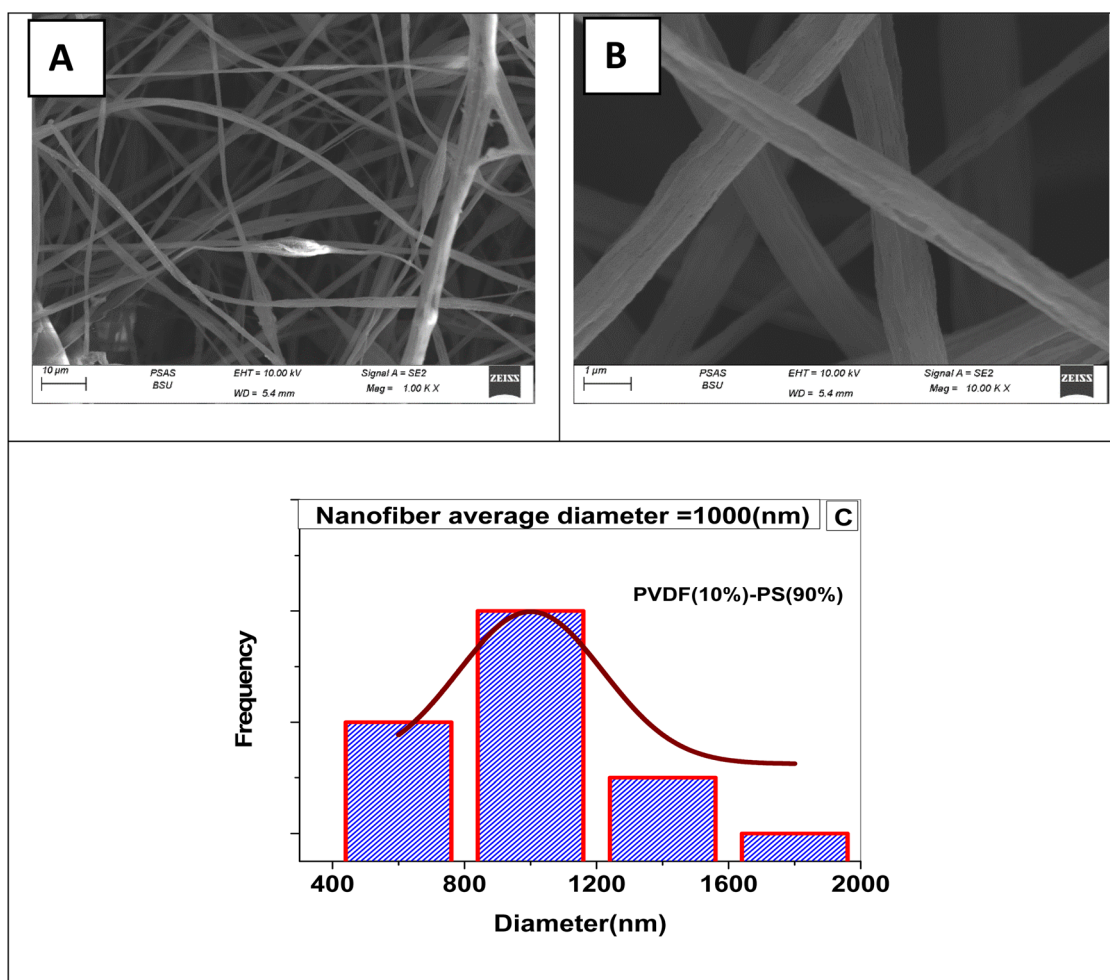 A
10 µm
PSAS
BSU
EHT = 10.00 kV
WD = 5.4 mm
Signal A = SE2
Mag = 1.00 K X
ZEISS
B
1 µm
PSAS
BSU
EHT = 10.00 kV
WD = 5.4 mm
Signal A = SE2
Mag = 10.00 K X
ZEISS
Nanofiber average diameter =1000(nm)
C
PVDF(10%)-PS(90%)
Frequency
400 800 1200 1600 2000
Diameter(nm)